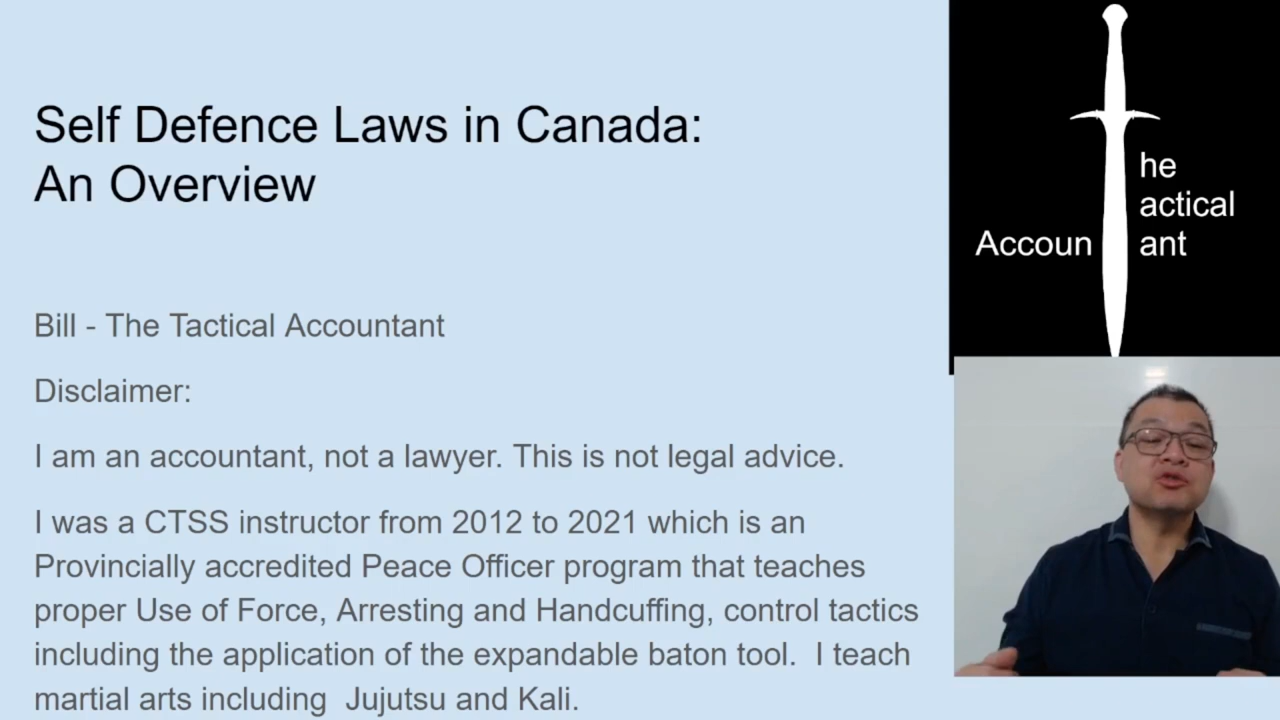 Self Defence Laws in Canada:
An Overview
Bill - The Tactical Accountant
Disclaimer:
I am an accountant, not a lawyer. This is not legal advice.
I was a CTSS instructor from 2012 to 2021 which is an
Provincially accredited Peace Officer program that teaches
proper Use of Force, Arresting and Handcuffing, control tactics
including the application of the expandable baton tool.  I teach
martial arts including  Jujutsu and Kali.
he
actical
Accoun ant